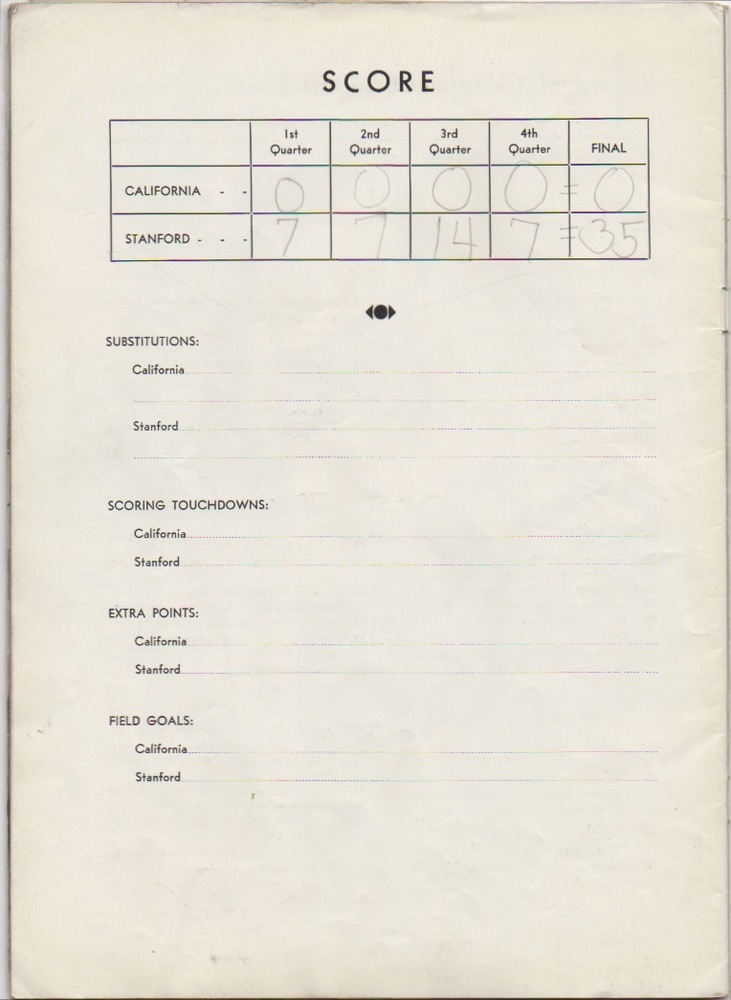 SCORE
1st Quarter 2nd Quarter 3rd Quarter 4th Quarter FINAL
CALIFORNIA - - 0 0 0 0 = 0
STANFORD - - - 7 7 14 7 = 35
SUBSTITUTIONS:
California
Stanford
SCORING TOUCHDOWNS:
California
Stanford
EXTRA POINTS:
California
Stanford
FIELD GOALS:
California
Stanford